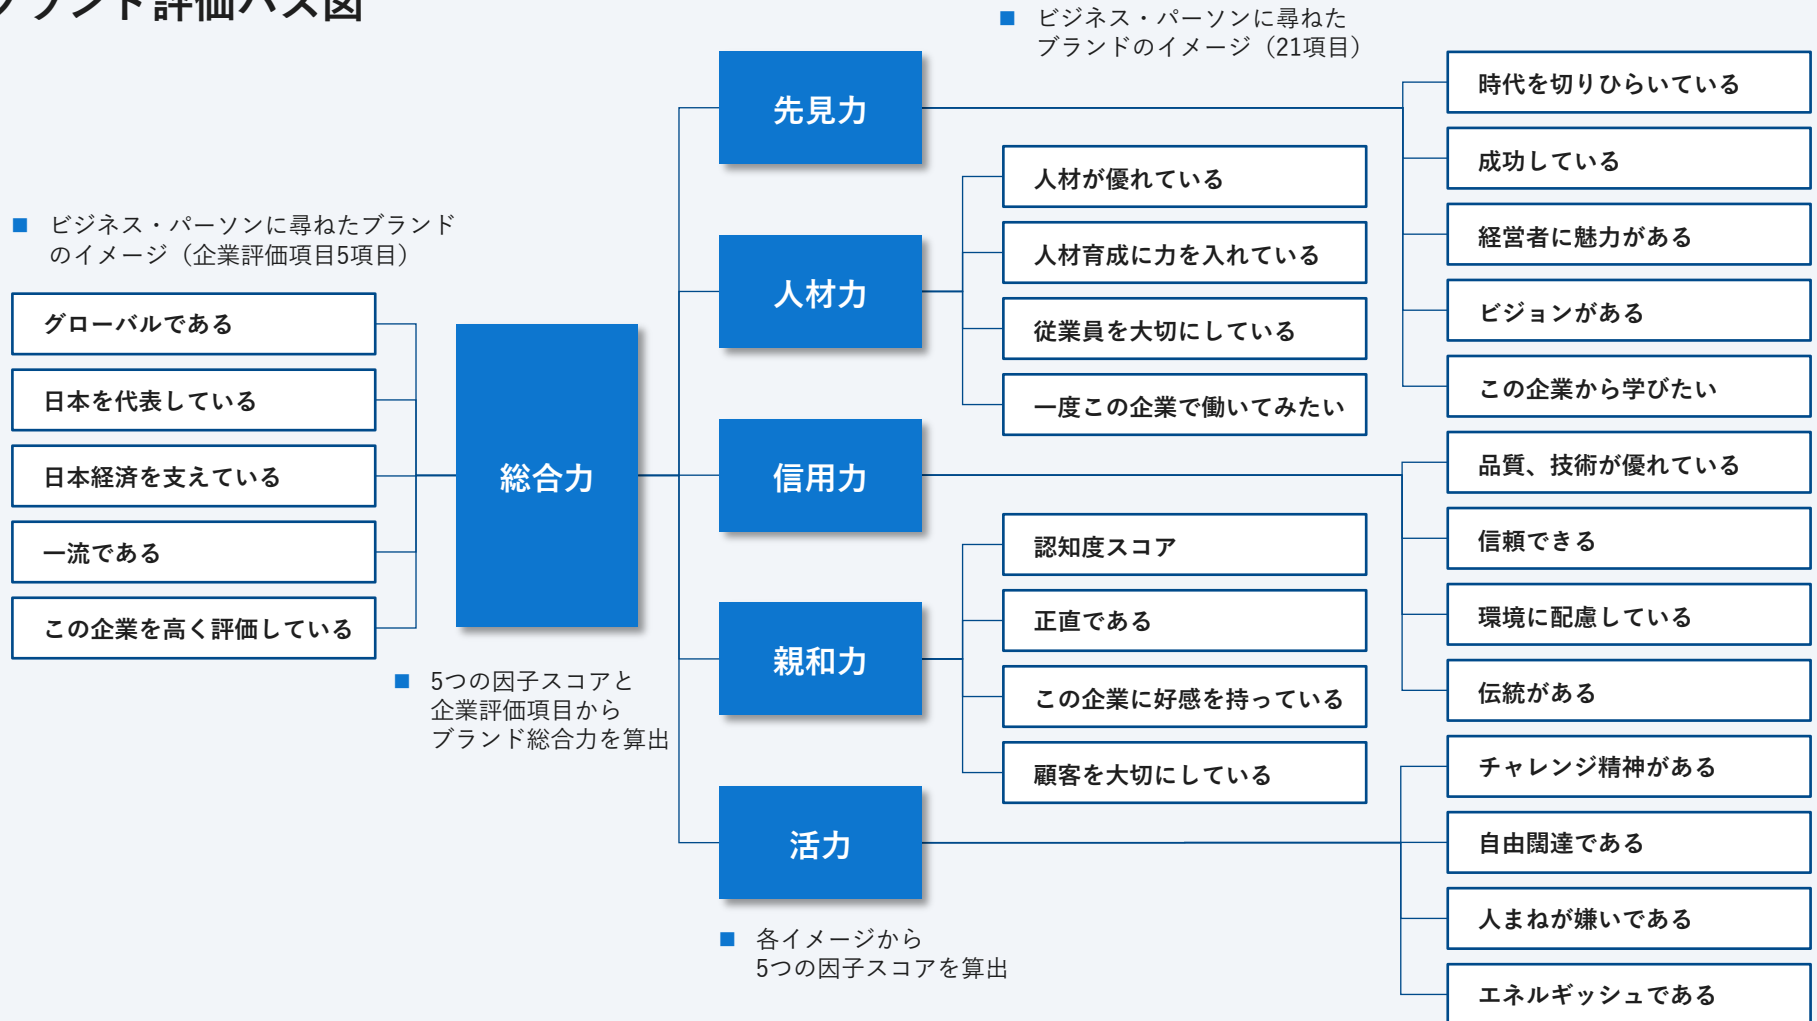 ブランド評価パス図
■ ビジネス・パーソンに尋ねた
ブランドのイメージ（21項目）
■ ビジネス・パーソンに尋ねたブランド
のイメージ（企業評価項目5項目）
グローバルである
日本を代表している
日本経済を支えている
一流である
この企業を高く評価している
総合力
■ 5つの因子スコアと
企業評価項目から
ブランド総合力を算出
先見力
時代を切りひらいている
成功している
経営者に魅力がある
ビジョンがある
この企業から学びたい
人材力
人材が優れている
人材育成に力を入れている
従業員を大切にしている
一度この企業で働いてみたい
信用力
品質、技術が優れている
信頼できる
環境に配慮している
伝統がある
親和力
認知度スコア
正直である
この企業に好感を持っている
顧客を大切にしている
活力
チャレンジ精神がある
自由闊達である
人まねが嫌いである
エネルギッシュである
■ 各イメージから
5つの因子スコアを算出